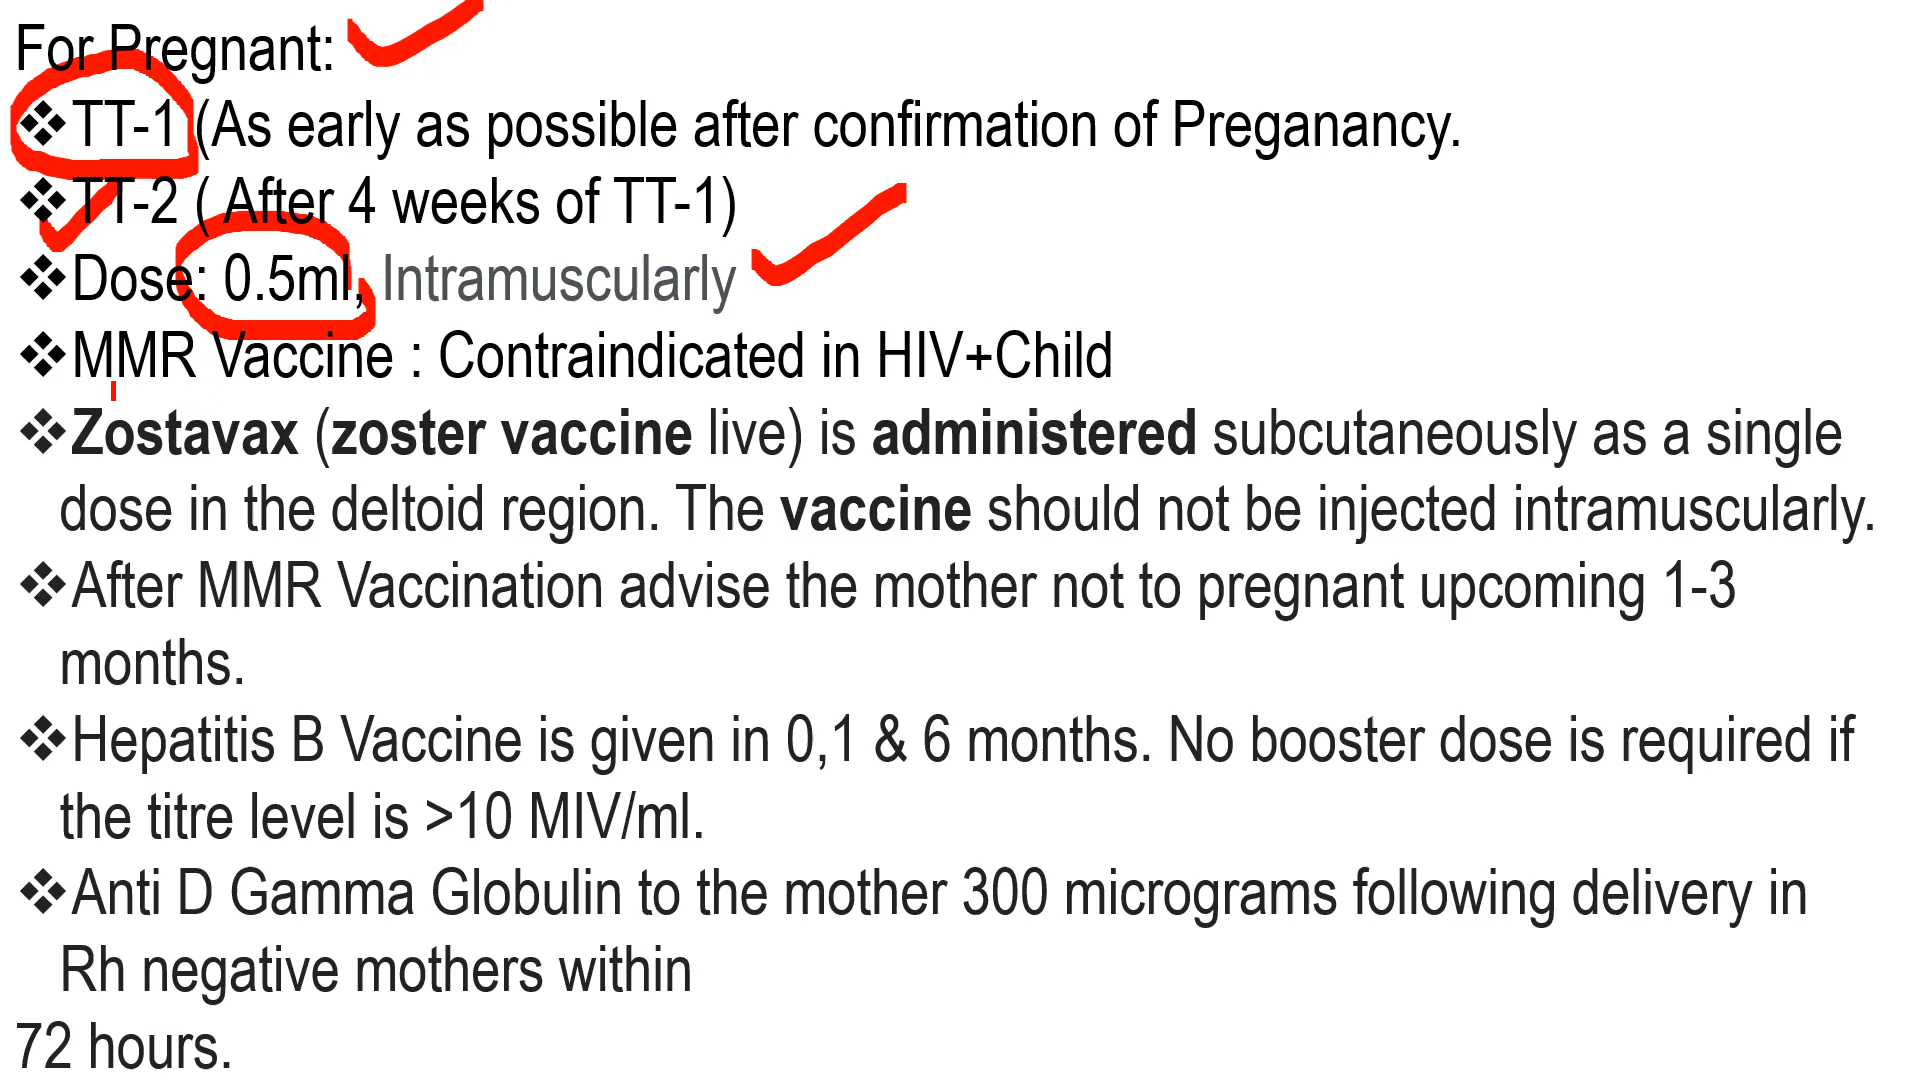 For Pregnant:
❖TT-1 (As early as possible after confirmation of Preganancy.
❖TT-2 ( After 4 weeks of TT-1)
❖Dose: 0.5ml, Intramuscularly
❖MMR Vaccine : Contraindicated in HIV+Child
❖Zostavax (zoster vaccine live) is administered subcutaneously as a single
dose in the deltoid region. The vaccine should not be injected intramuscularly.
❖After MMR Vaccination advise the mother not to pregnant upcoming 1-3
months.
❖Hepatitis B Vaccine is given in 0,1 & 6 months. No booster dose is required if
the titre level is >10 MIV/ml.
❖Anti D Gamma Globulin to the mother 300 micrograms following delivery in
Rh negative mothers within
72 hours.